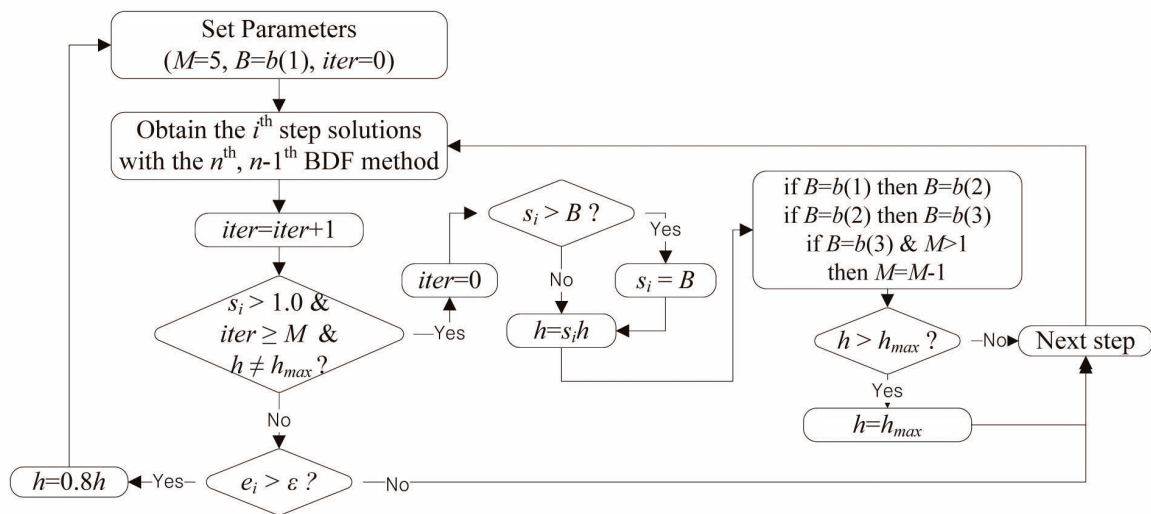 Set Parameters
(M=5, B=b(1), iter=0)
Obtain the iᵗʰ step solutions
with the nᵗʰ, n-1ᵗʰ BDF method
iter=iter+1
sᵢ > 1.0 &
iter ≥ M &
h ≠ hₘₐₓ ?
Yes
No
iter=0
sᵢ > B ?
Yes
No
sᵢ = B
h=sᵢh
if B=b(1) then B=b(2)
if B=b(2) then B=b(3)
if B=b(3) & M>1
then M=M-1
h > hₘₐₓ ?
No
Next step
Yes
h=hₘₐₓ
eᵢ > ε ?
Yes
No
h=0.8h